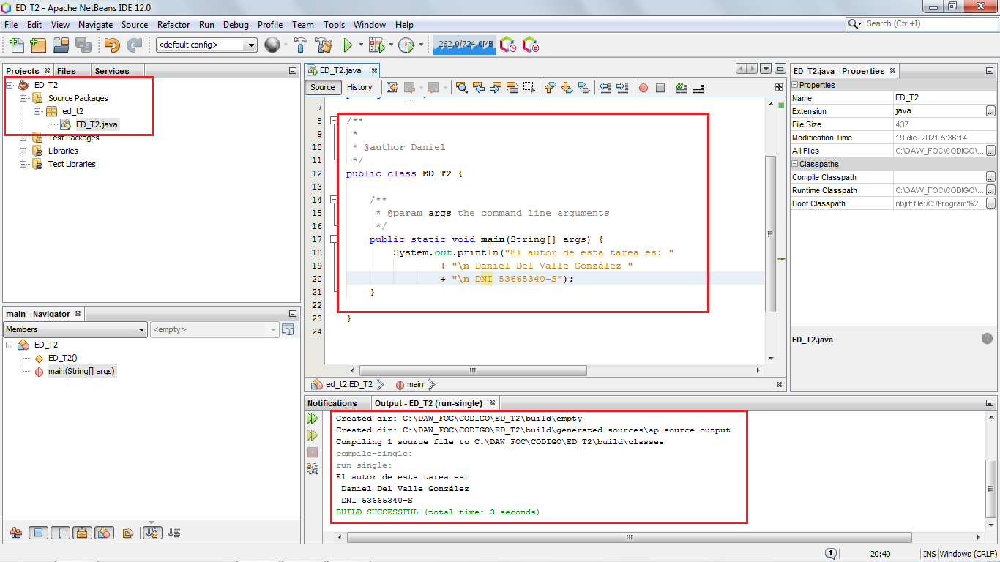 ED_T2 - Apache NetBeans IDE 12.0
File Edit View Navigate Source Refactor Run Debug Profile Team Tools Window Help
Search (Ctrl+I)
<default config>
262.0/724.0MB
Projects Files Services
ED_T2
Source Packages
ed_t2
ED_T2.java
Test Packages
Libraries
Test Libraries
main - Navigator
Members <empty>
ED_T2
ED_T2()
main(String[] args)
ED_T2.java
Source History
7
8 /**
9 *
10 * @author Daniel
11 */
12 public class ED_T2 {
13
14 /**
15 * @param args the command line arguments
16 */
17 public static void main(String[] args) {
18 System.out.println("El autor de esta tarea es: "
19 + "\n Daniel Del Valle González "
20 + "\n DNI 53665340-S");
21 }
22
23 }
24
ed_t2.ED_T2 main
ED_T2.java - Properties
Properties
Name ED_T2
Extension java ...
File Size 437
Modification Time 19 dic. 2021 5:36:14
All Files C:\DAW_FOC\CODIGO\... ...
Classpaths
Compile Classpath ...
Runtime Classpath C:\DAW_FOC\CODIGO\... ...
Boot Classpath nbjrt:file:/C:/Program%2... ...
ED_T2.java
Notifications Output - ED_T2 (run-single)
Created dir: C:\DAW_FOC\CODIGO\ED_T2\build\empty
Created dir: C:\DAW_FOC\CODIGO\ED_T2\build\generated-sources\ap-source-output
Compiling 1 source file to C:\DAW_FOC\CODIGO\ED_T2\build\classes
compile-single:
run-single:
El autor de esta tarea es:
Daniel Del Valle González
DNI 53665340-S
BUILD SUCCESSFUL (total time: 3 seconds)
1 20:40 INS Windows (CRLF)